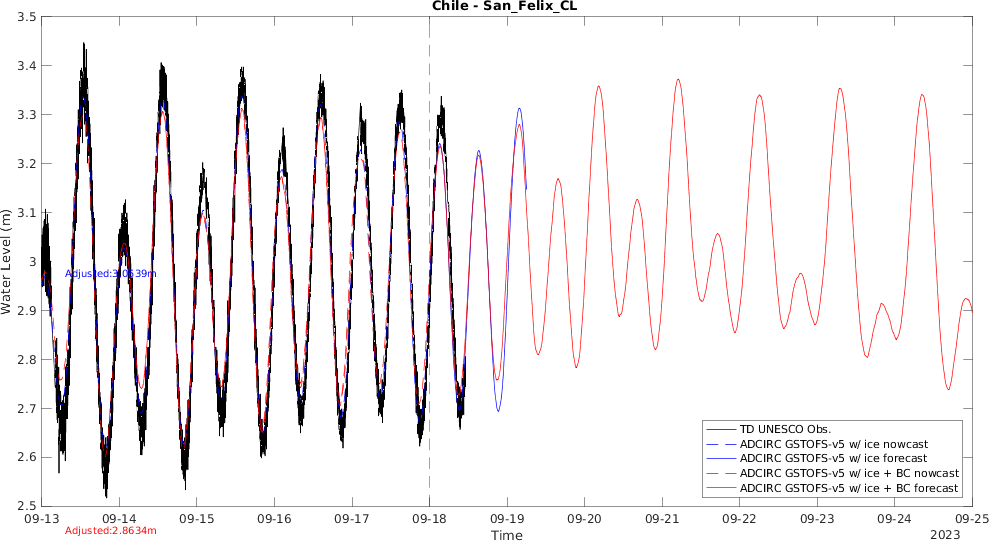 Chile - San_Felix_CL
3.5
3.4
3.3
3.2
3.1
3
2.9
2.8
2.7
2.6
2.5
Water Level (m)
Adjusted:3.0639m
TD UNESCO Obs.
ADCIRC GSTOFS-v5 w/ ice nowcast
ADCIRC GSTOFS-v5 w/ ice forecast
ADCIRC GSTOFS-v5 w/ ice + BC nowcast
ADCIRC GSTOFS-v5 w/ ice + BC forecast
09-13 09-14 09-15 09-16 09-17 09-18 09-19 09-20 09-21 09-22 09-23 09-24 09-25
Adjusted:2.8634m
Time
2023